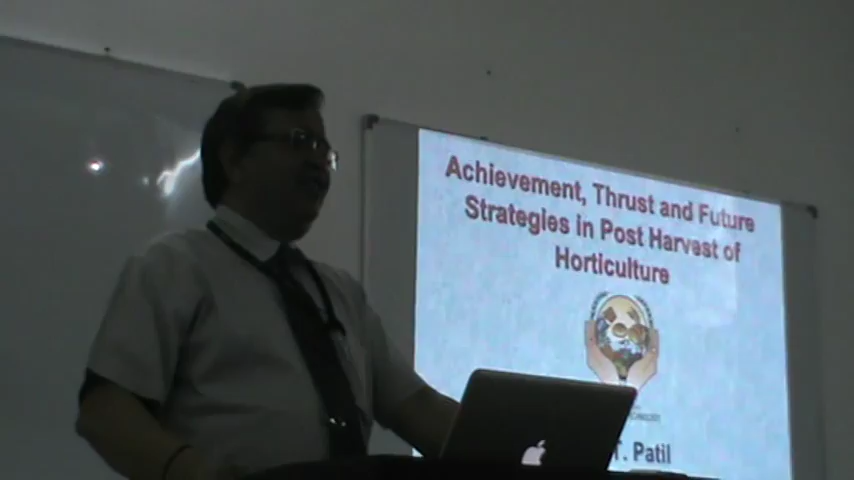 Achievement, Thrust and Future
Strategies in Post Harvest of
Horticulture
T. Patil